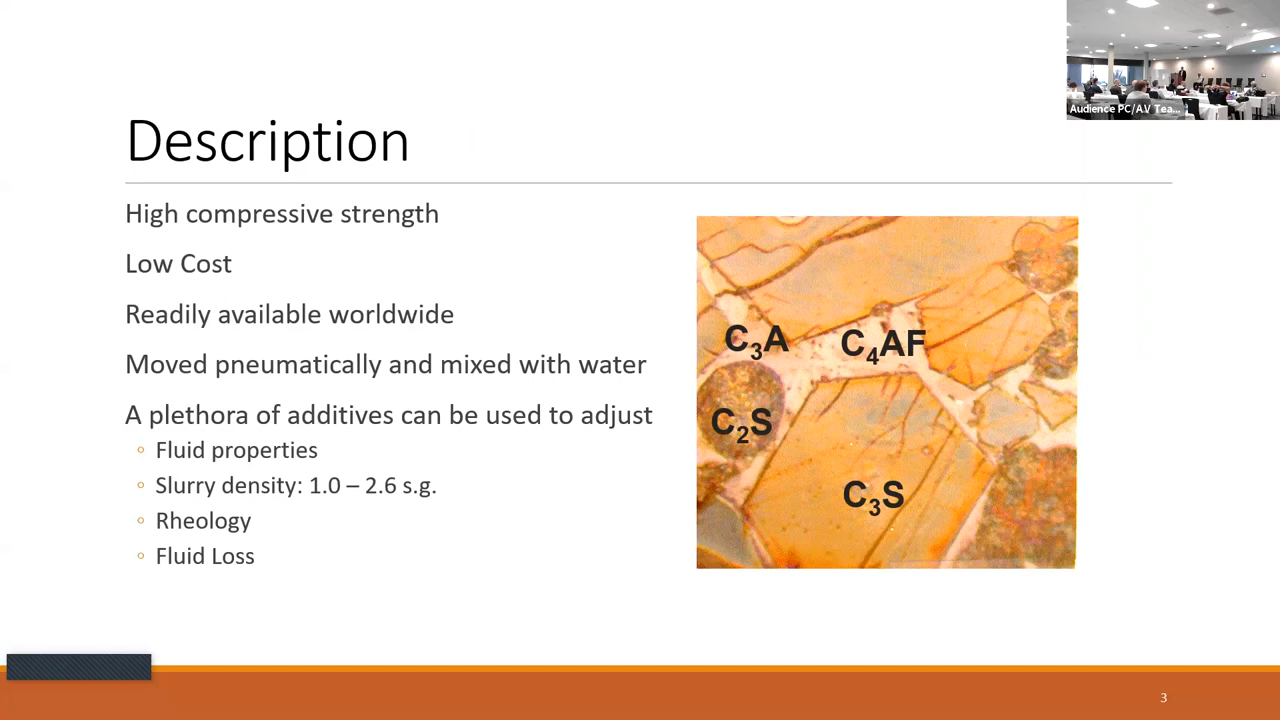 Audience PC/AV Tea...
Description
High compressive strength
Low Cost
Readily available worldwide
Moved pneumatically and mixed with water
A plethora of additives can be used to adjust
◦ Fluid properties
◦ Slurry density: 1.0 – 2.6 s.g.
◦ Rheology
◦ Fluid Loss
C₃A
C₄AF
C₂S
C₃S
3